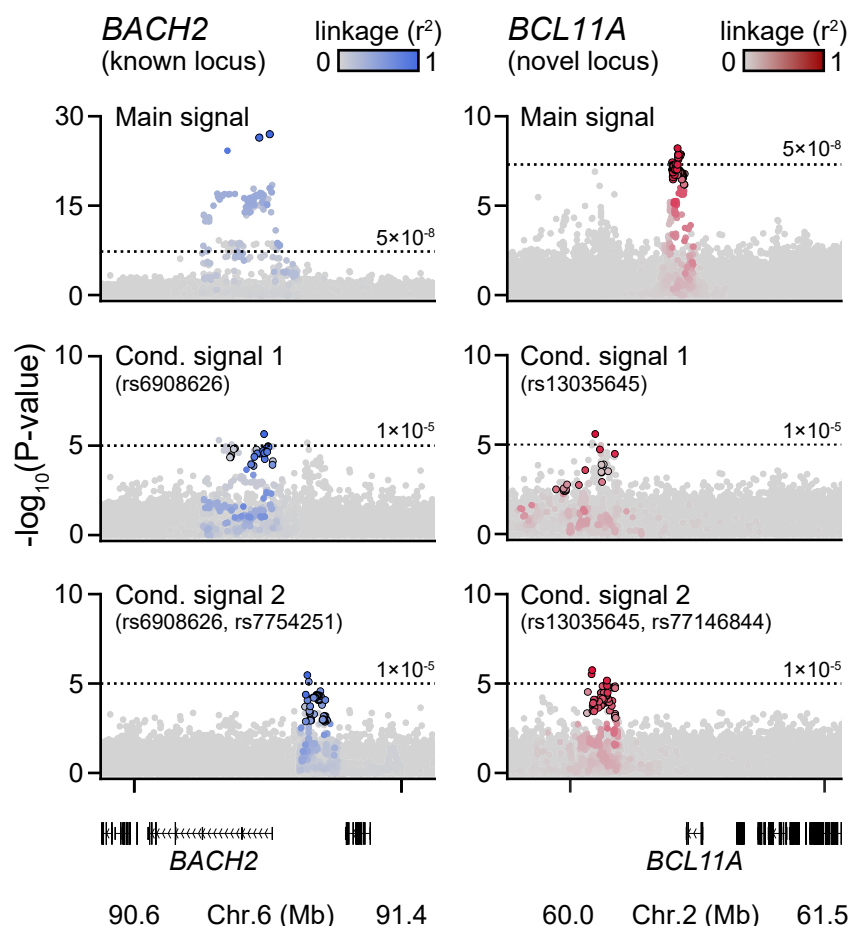 BACH2
(known locus)
linkage (r²)
0 1
BCL11A
(novel locus)
linkage (r²)
0 1
-log₁₀(P-value)
Main signal
30
15
0
5×10⁻⁸
Main signal
10
5
0
5×10⁻⁸
Cond. signal 1
(rs6908626)
10
5
0
1×10⁻⁵
Cond. signal 1
(rs13035645)
10
5
0
1×10⁻⁵
Cond. signal 2
(rs6908626, rs7754251)
10
5
0
1×10⁻⁵
Cond. signal 2
(rs13035645, rs77146844)
10
5
0
1×10⁻⁵
BACH2
BCL11A
90.6 Chr.6 (Mb) 91.4
60.0 Chr.2 (Mb) 61.5